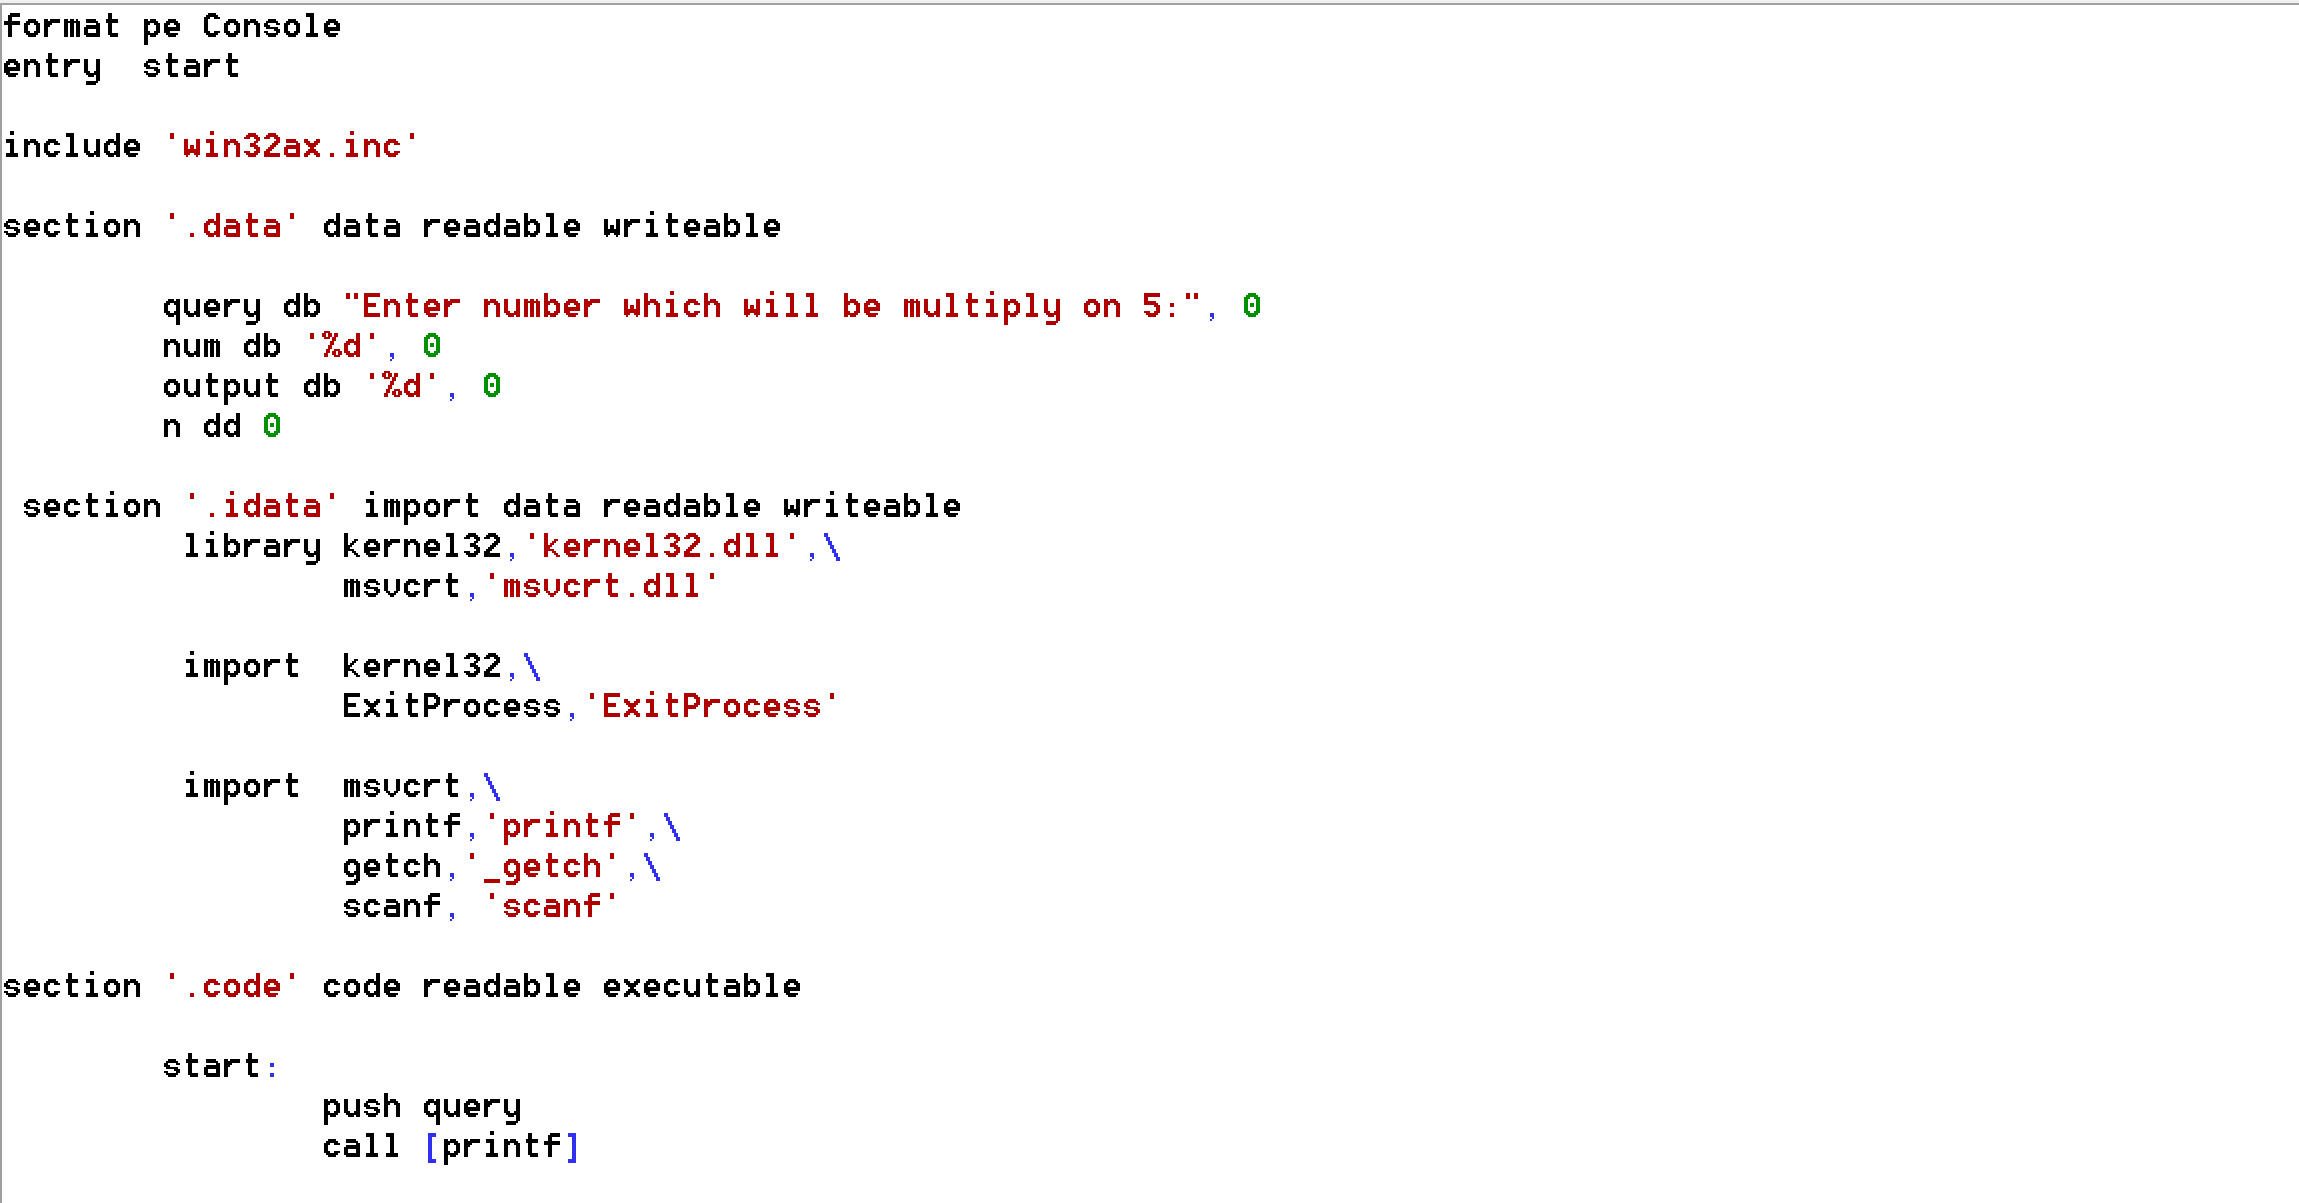 format pe Console
entry  start
include 'win32ax.inc'
section '.data' data readable writeable
query db "Enter number which will be multiply on 5:", 0
num db '%d', 0
output db '%d', 0
n dd 0
section '.idata' import data readable writeable
library kernel32,'kernel32.dll',\
msvcrt,'msvcrt.dll'
import  kernel32,\
ExitProcess,'ExitProcess'
import  msvcrt,\
printf,'printf',\
getch,'_getch',\
scanf, 'scanf'
section '.code' code readable executable
start:
push query
call [printf]